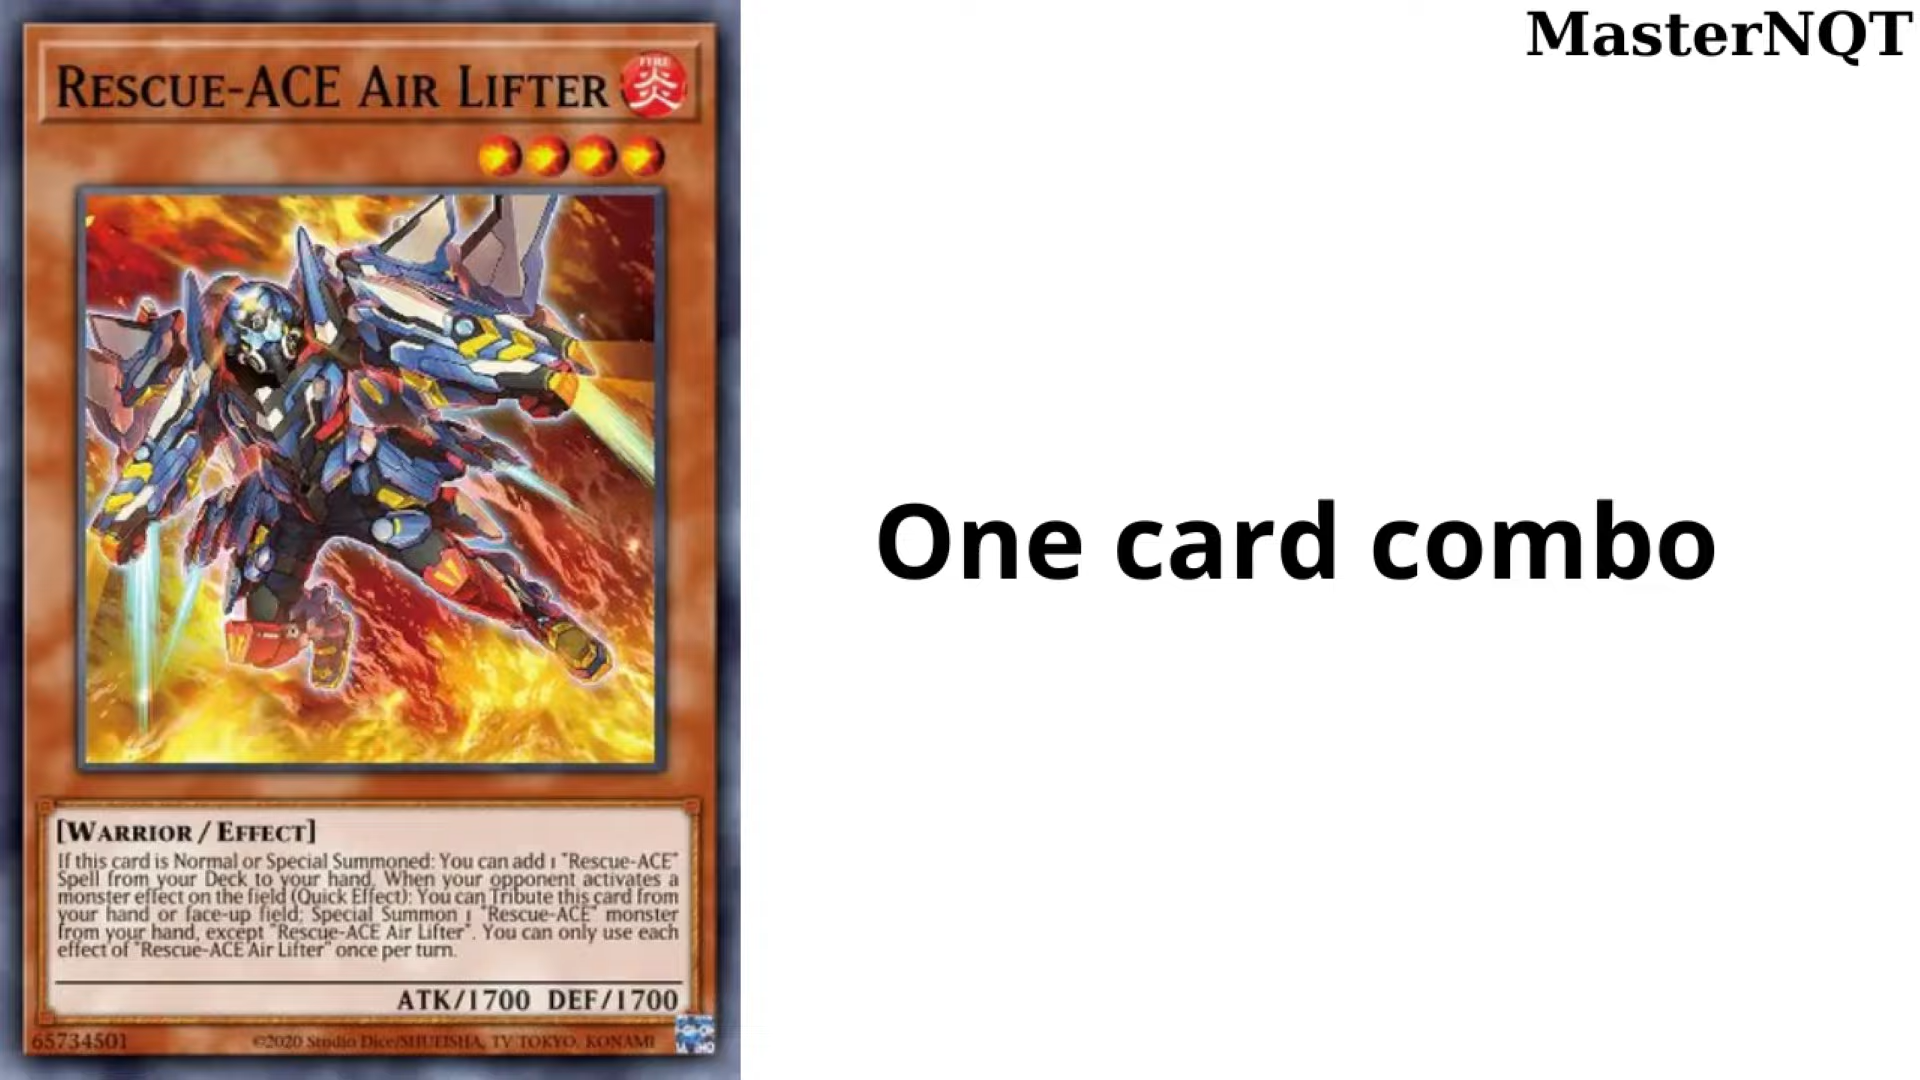 MasterNQT
RESCUE-ACE AIR LIFTER
FIRE
炎
One card combo
[WARRIOR / EFFECT]
If this card is Normal or Special Summoned: You can add 1 "Rescue-ACE"
Spell from your Deck to your hand. When your opponent activates a
monster effect on the field (Quick Effect): You can Tribute this card from
your hand or face-up field; Special Summon 1 "Rescue-ACE" monster
from your hand, except "Rescue-ACE Air Lifter". You can only use each
effect of "Rescue-ACE Air Lifter" once per turn.
ATK/1700 DEF/1700
65734501
©2020 Studio Dice/SHUEISHA, TV TOKYO, KONAMI